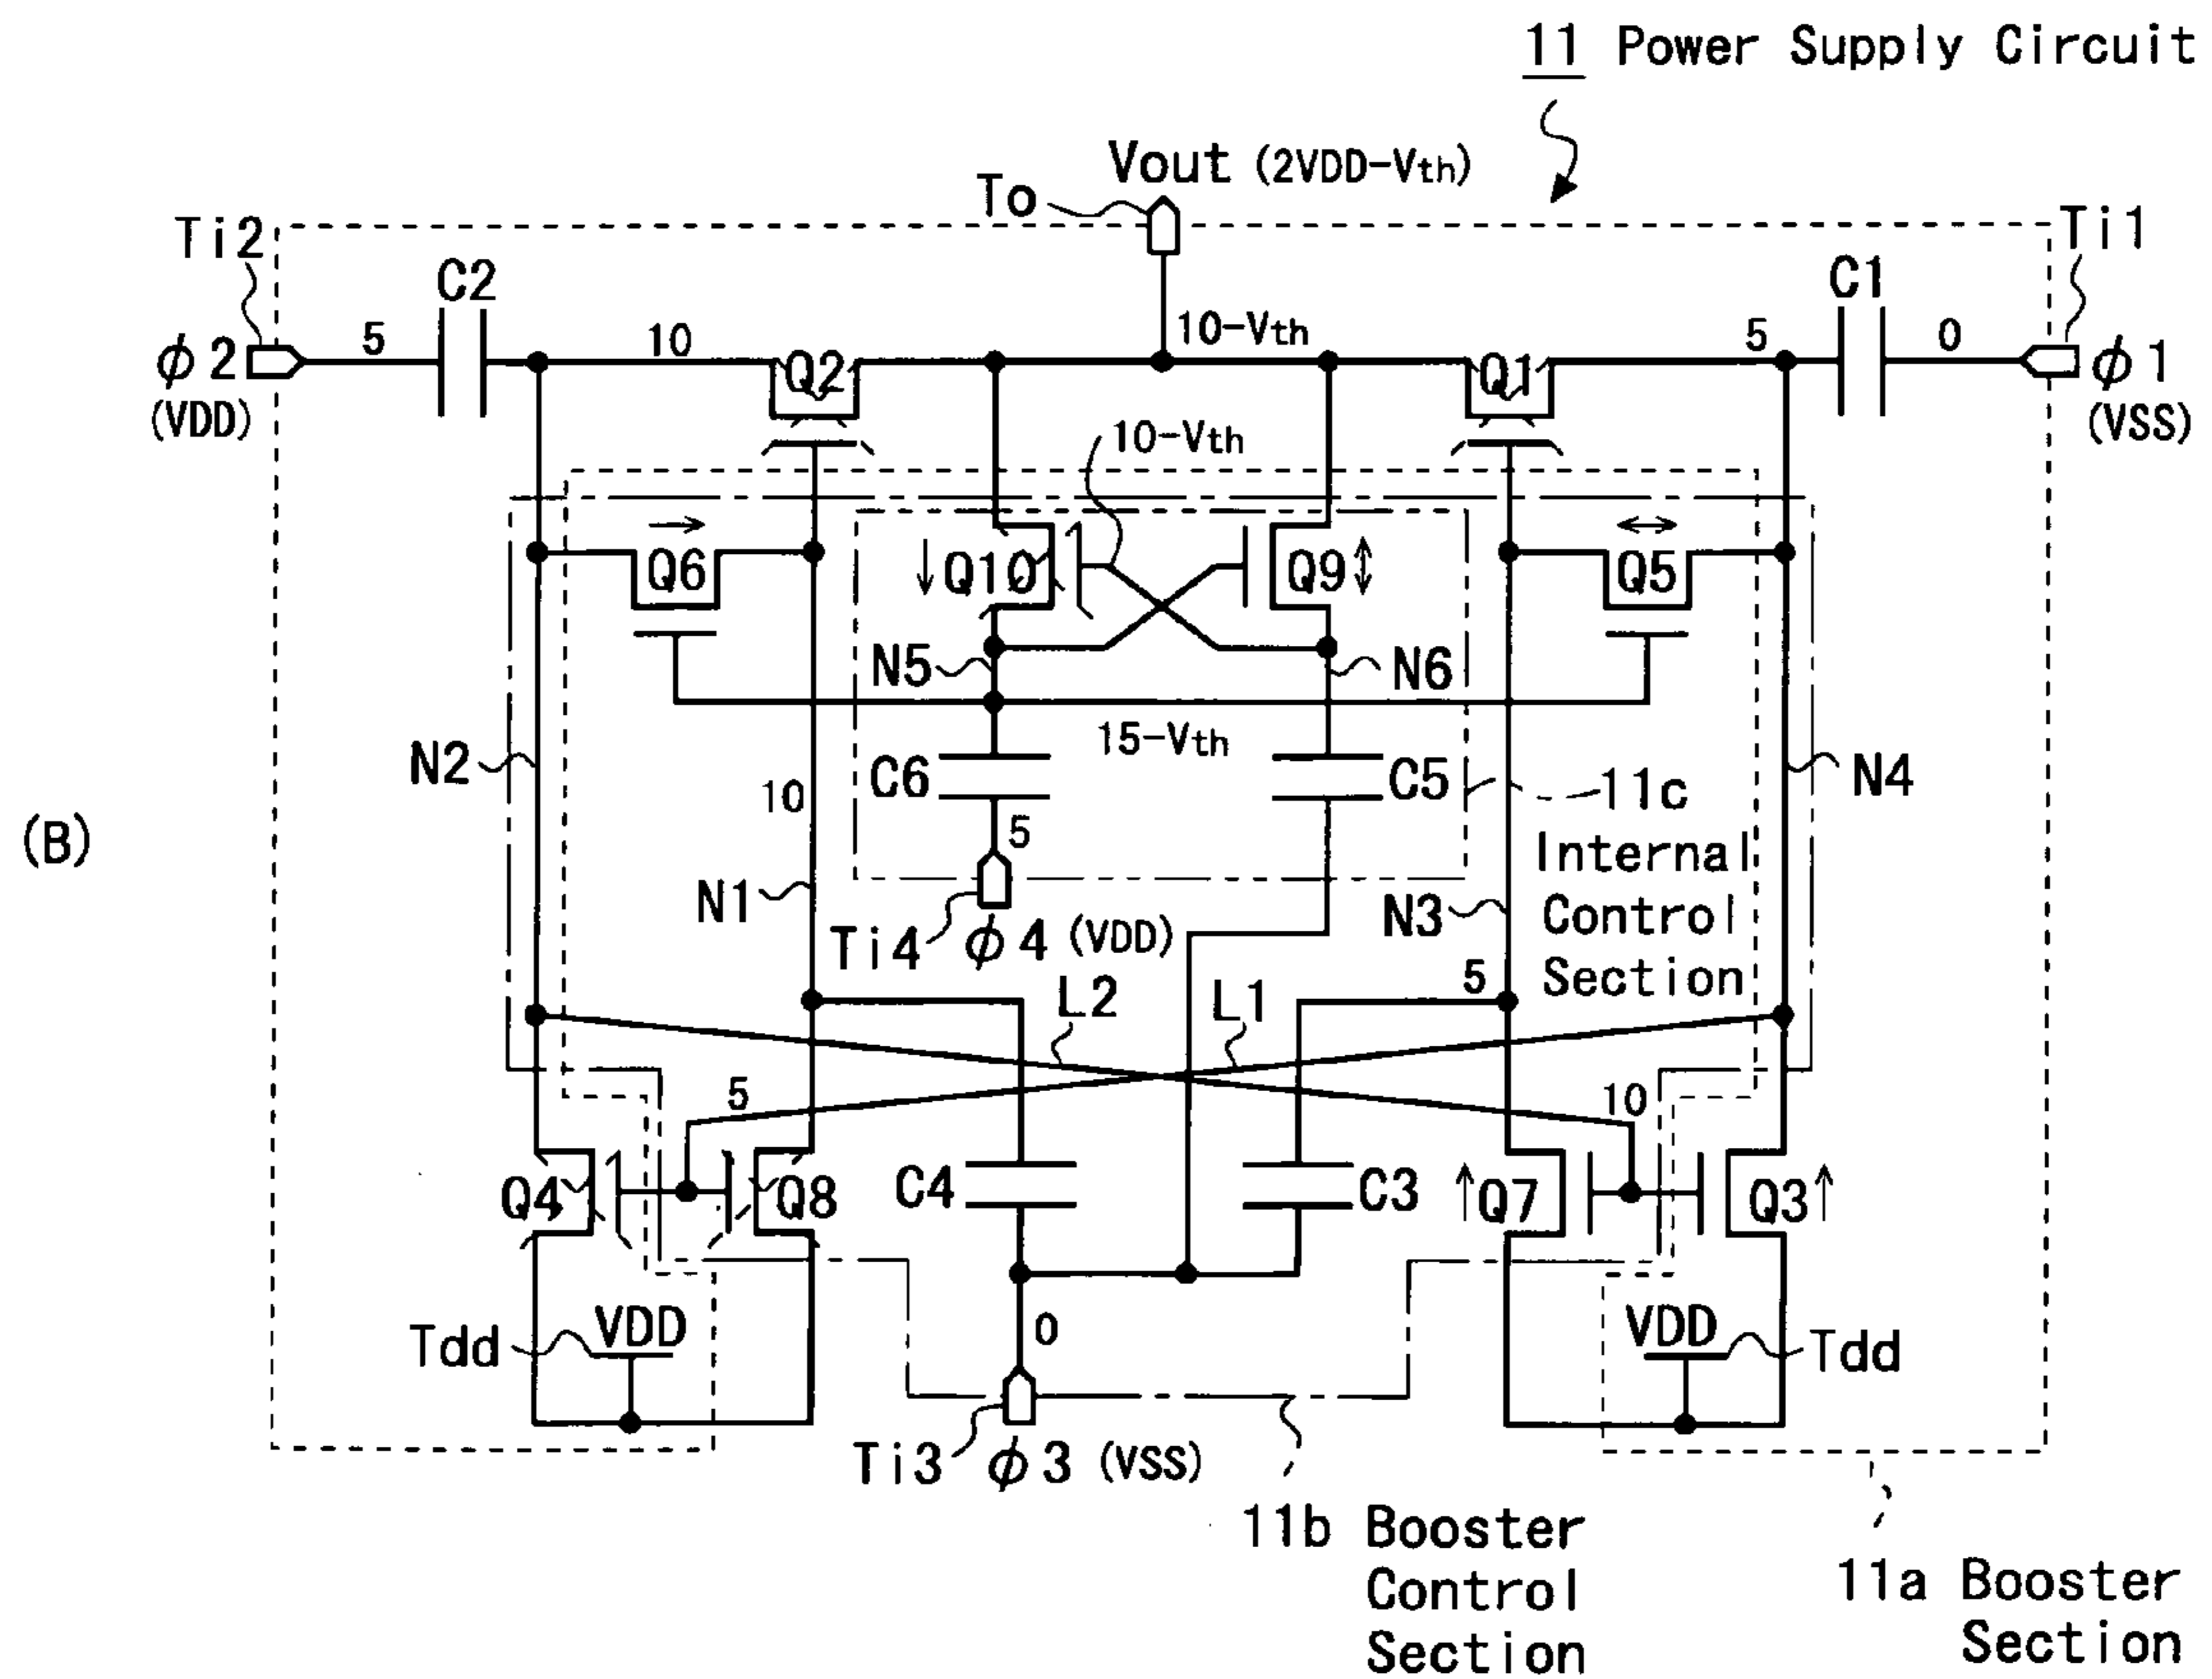 11 Power Supply Circuit
Vout (2VDD-Vth)
To
Ti2
Ti1
C2
C1
5
10
10-Vth
5
0
ϕ2
(VDD)
Q2
Q1
ϕ1
(VSS)
10-Vth
Q6
Q10
Q9
Q5
N5
N6
15-Vth
N2
C6
C5
11c
Internal
Control
Section
N4
10
5
(B)
N1
N3
Ti4
ϕ4 (VDD)
5
L2
L1
5
10
Q4
Q8
C4
C3
Q7
Q3
Tdd
VDD
0
VDD
Tdd
Ti3
ϕ3 (VSS)
11b Booster
Control
Section
11a Booster
Section